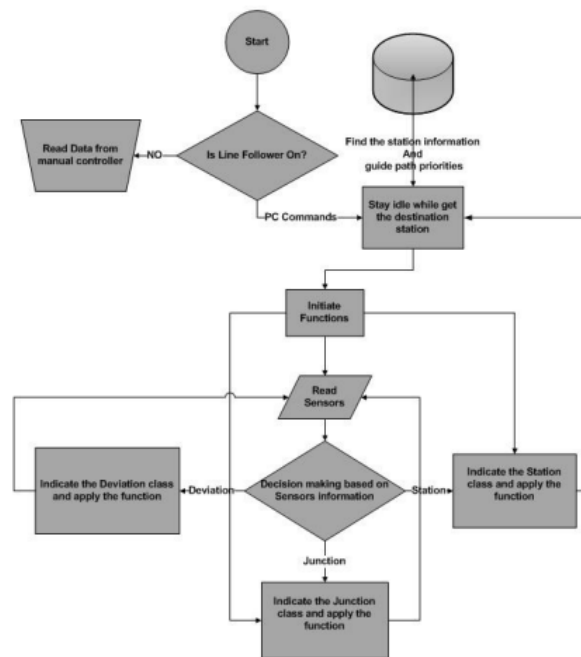 Start
Is Line Follower On?
NO
Read Data from
manual controller
Find the station information
And
guide path priorities
PC Commands
Stay idle while get
the destination
station
Initiate
Functions
Read
Sensors
Decision making based on
Sensors information
Deviation
Indicate the Deviation class
and apply the function
Station
Indicate the Station
class and apply the
function
Junction
Indicate the Junction
class and apply the
function